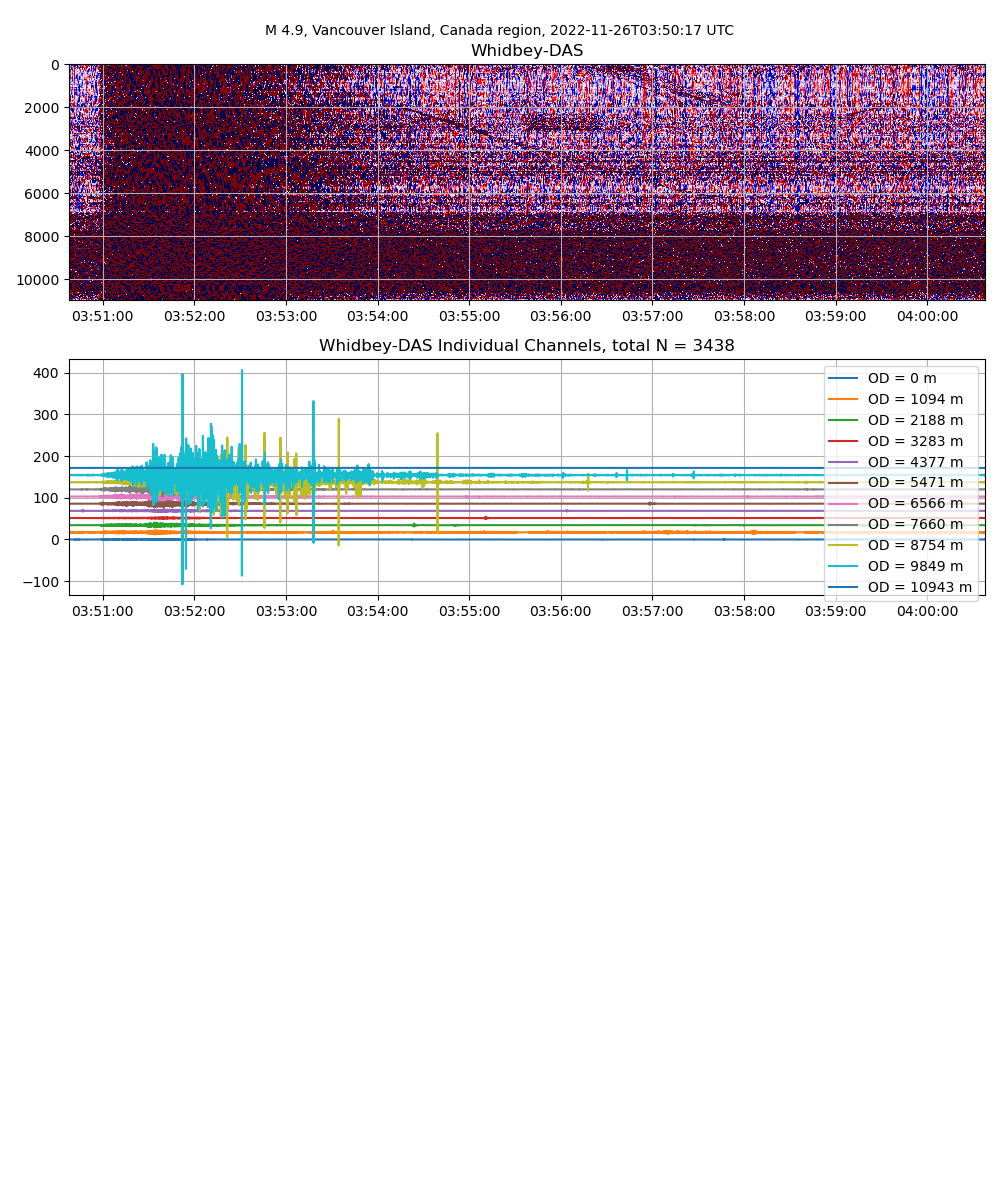 M 4.9, Vancouver Island, Canada region, 2022-11-26T03:50:17 UTC
Whidbey-DAS
0
2000
4000
6000
8000
10000
03:51:00 03:52:00 03:53:00 03:54:00 03:55:00 03:56:00 03:57:00 03:58:00 03:59:00 04:00:00
Whidbey-DAS Individual Channels, total N = 3438
400
300
200
100
0
−100
OD = 0 m
OD = 1094 m
OD = 2188 m
OD = 3283 m
OD = 4377 m
OD = 5471 m
OD = 6566 m
OD = 7660 m
OD = 8754 m
OD = 9849 m
OD = 10943 m
03:51:00 03:52:00 03:53:00 03:54:00 03:55:00 03:56:00 03:57:00 03:58:00 03:59:00 04:00:00